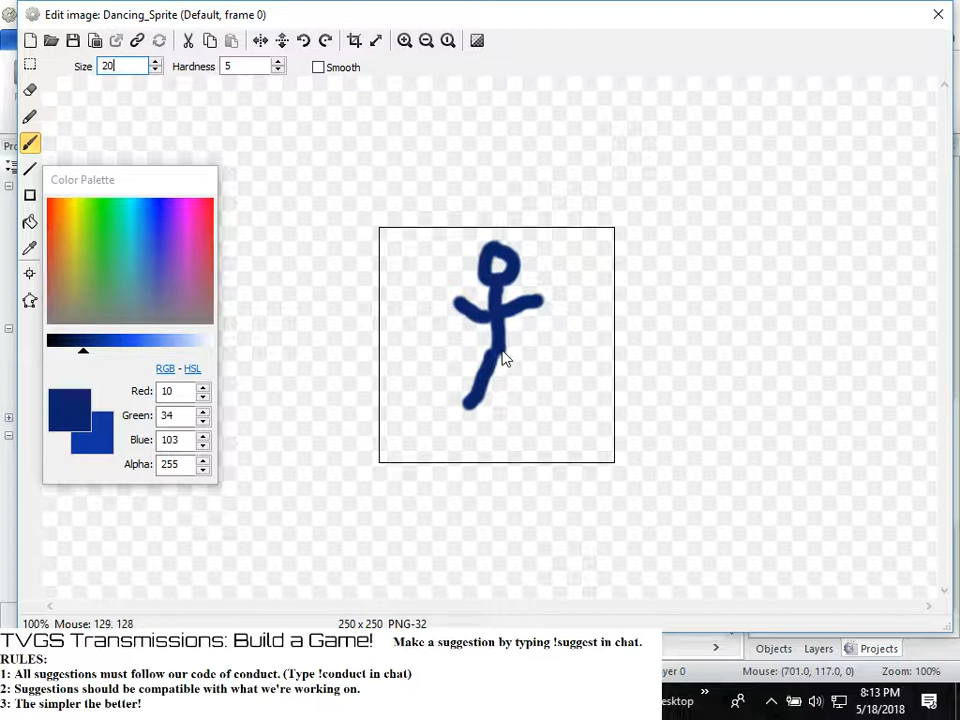 Edit image: Dancing_Sprite (Default, frame 0)
Size 20 Hardness 5 Smooth
Color Palette
RGB - HSL
Red: 10
Green: 34
Blue: 103
Alpha: 255
100% Mouse: 129, 128 250 x 250 PNG-32
Objects Layers Projects
Mouse: (701.0, 117.0, 0) Zoom: 100%
8:13 PM
5/18/2018
TVGS Transmissions: Build a Game! Make a suggestion by typing !suggest in chat.
RULES:
1: All suggestions must follow our code of conduct. (Type !conduct in chat)
2: Suggestions should be compatible with what we're working on.
3: The simpler the better!